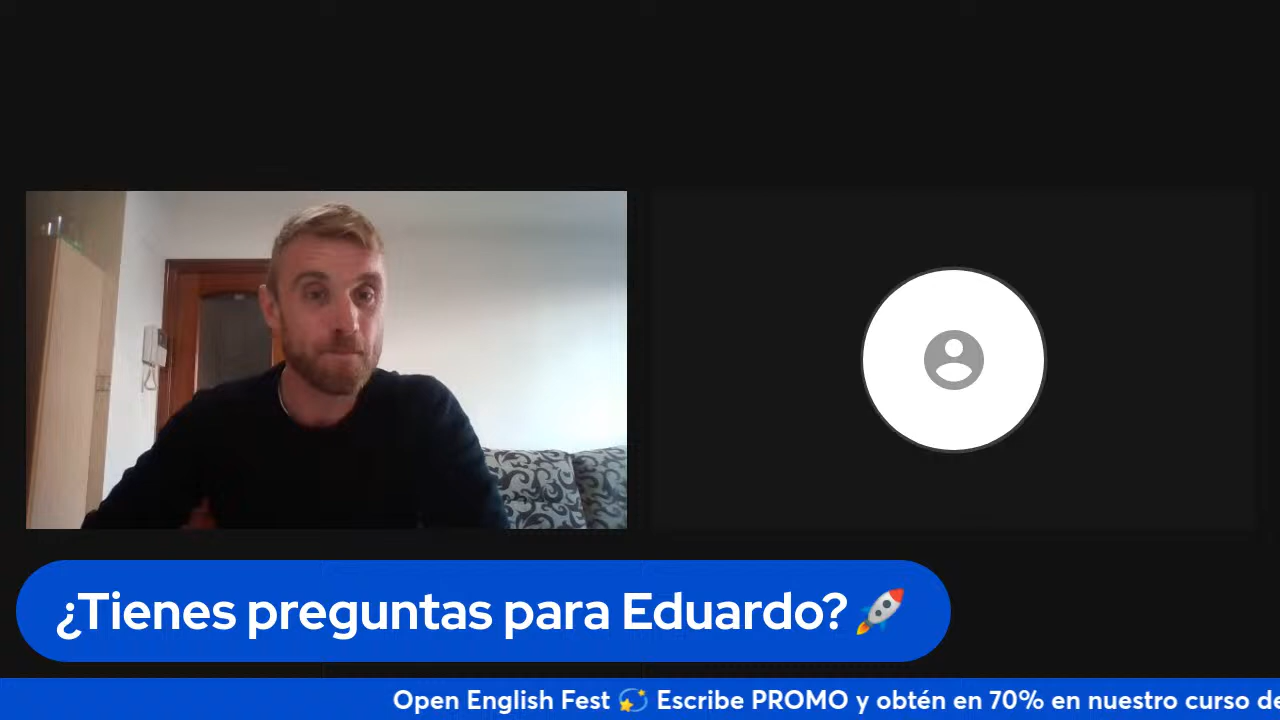 ¿Tienes preguntas para Eduardo? 🚀
Open English Fest 💫 Escribe PROMO y obtén en 70% en nuestro curso de